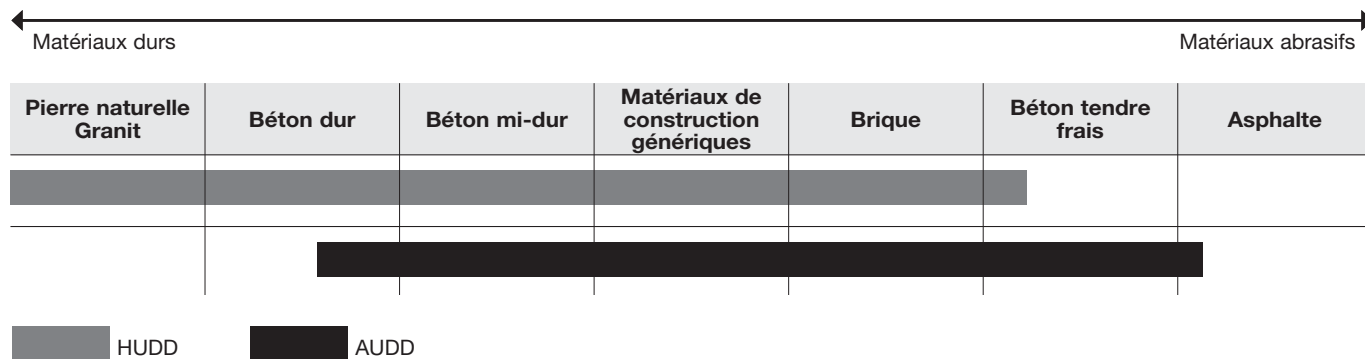 Matériaux durs
Matériaux abrasifs
Pierre naturelle
Granit
Béton dur
Béton mi-dur
Matériaux de
construction
génériques
Brique
Béton tendre
frais
Asphalte
HUDD
AUDD